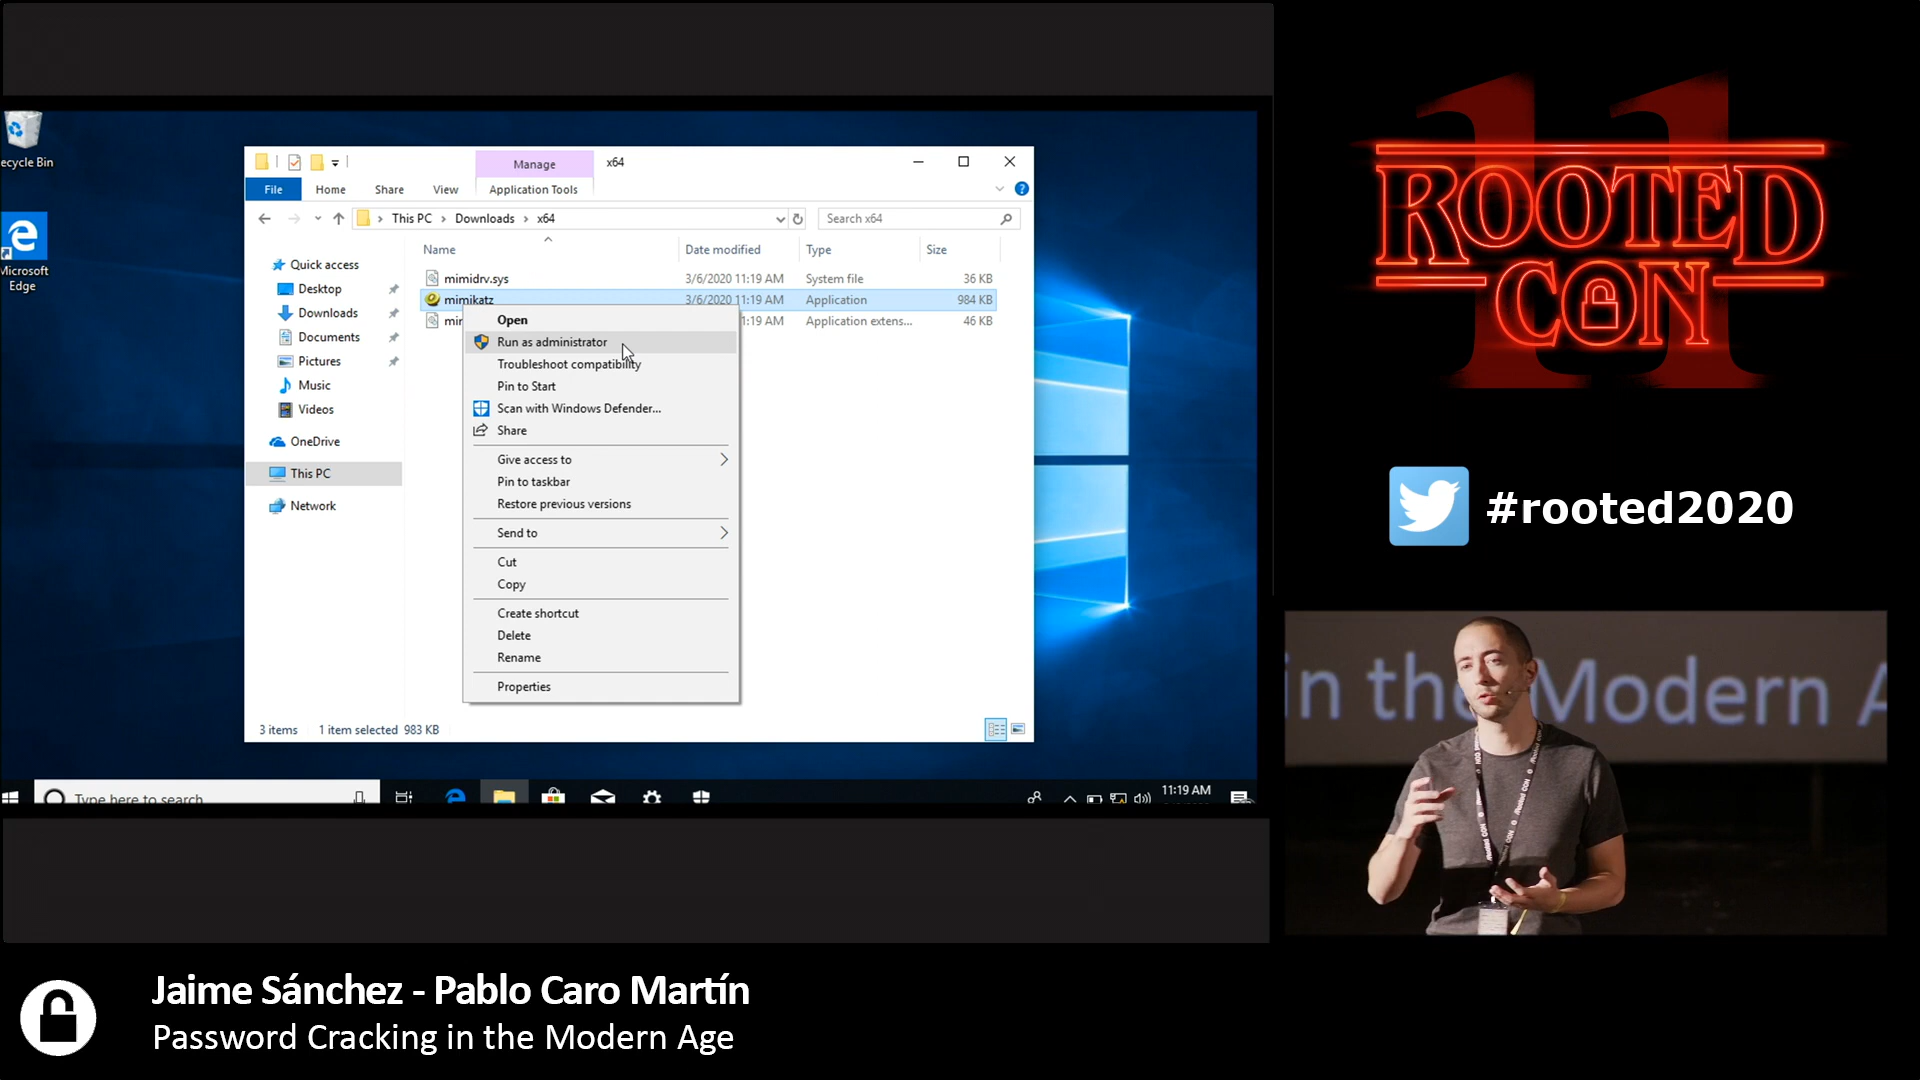 ecycle Bin
Microsoft
Edge
Manage
x64
File
Home
Share
View
Application Tools
This PC > Downloads > x64
Search x64
Name
Date modified
Type
Size
mimidrv.sys 3/6/2020 11:19 AM System file 36 KB
mimikatz 3/6/2020 11:19 AM Application 984 KB
1:19 AM Application extens... 46 KB
Quick access
Desktop
Downloads
Documents
Pictures
Music
Videos
OneDrive
This PC
Network
Open
Run as administrator
Troubleshoot compatibility
Pin to Start
Scan with Windows Defender...
Share
Give access to
Pin to taskbar
Restore previous versions
Send to
Cut
Copy
Create shortcut
Delete
Rename
Properties
3 items 1 item selected 983 KB
Type here to search
11:19 AM
11
ROOTED
CON
#rooted2020
in the Modern A
Jaime Sánchez - Pablo Caro Martín
Password Cracking in the Modern Age